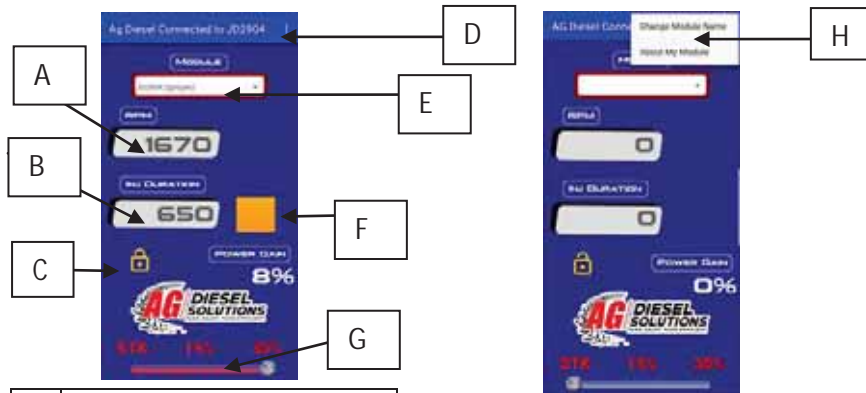 Ag Diesel Connected to JD2904
D
MODULE
E
A
RPM
1670
B
INJ DURATION
650
F
C
POWER GAIN
8%
AG DIESEL
SOLUTIONS
G
STK 15% 30%
AG Diesel
Change Module Name
About My Module
H
RPM
0
INJ DURATION
0
POWER GAIN
0%
AG DIESEL
SOLUTIONS
STK 15% 30%